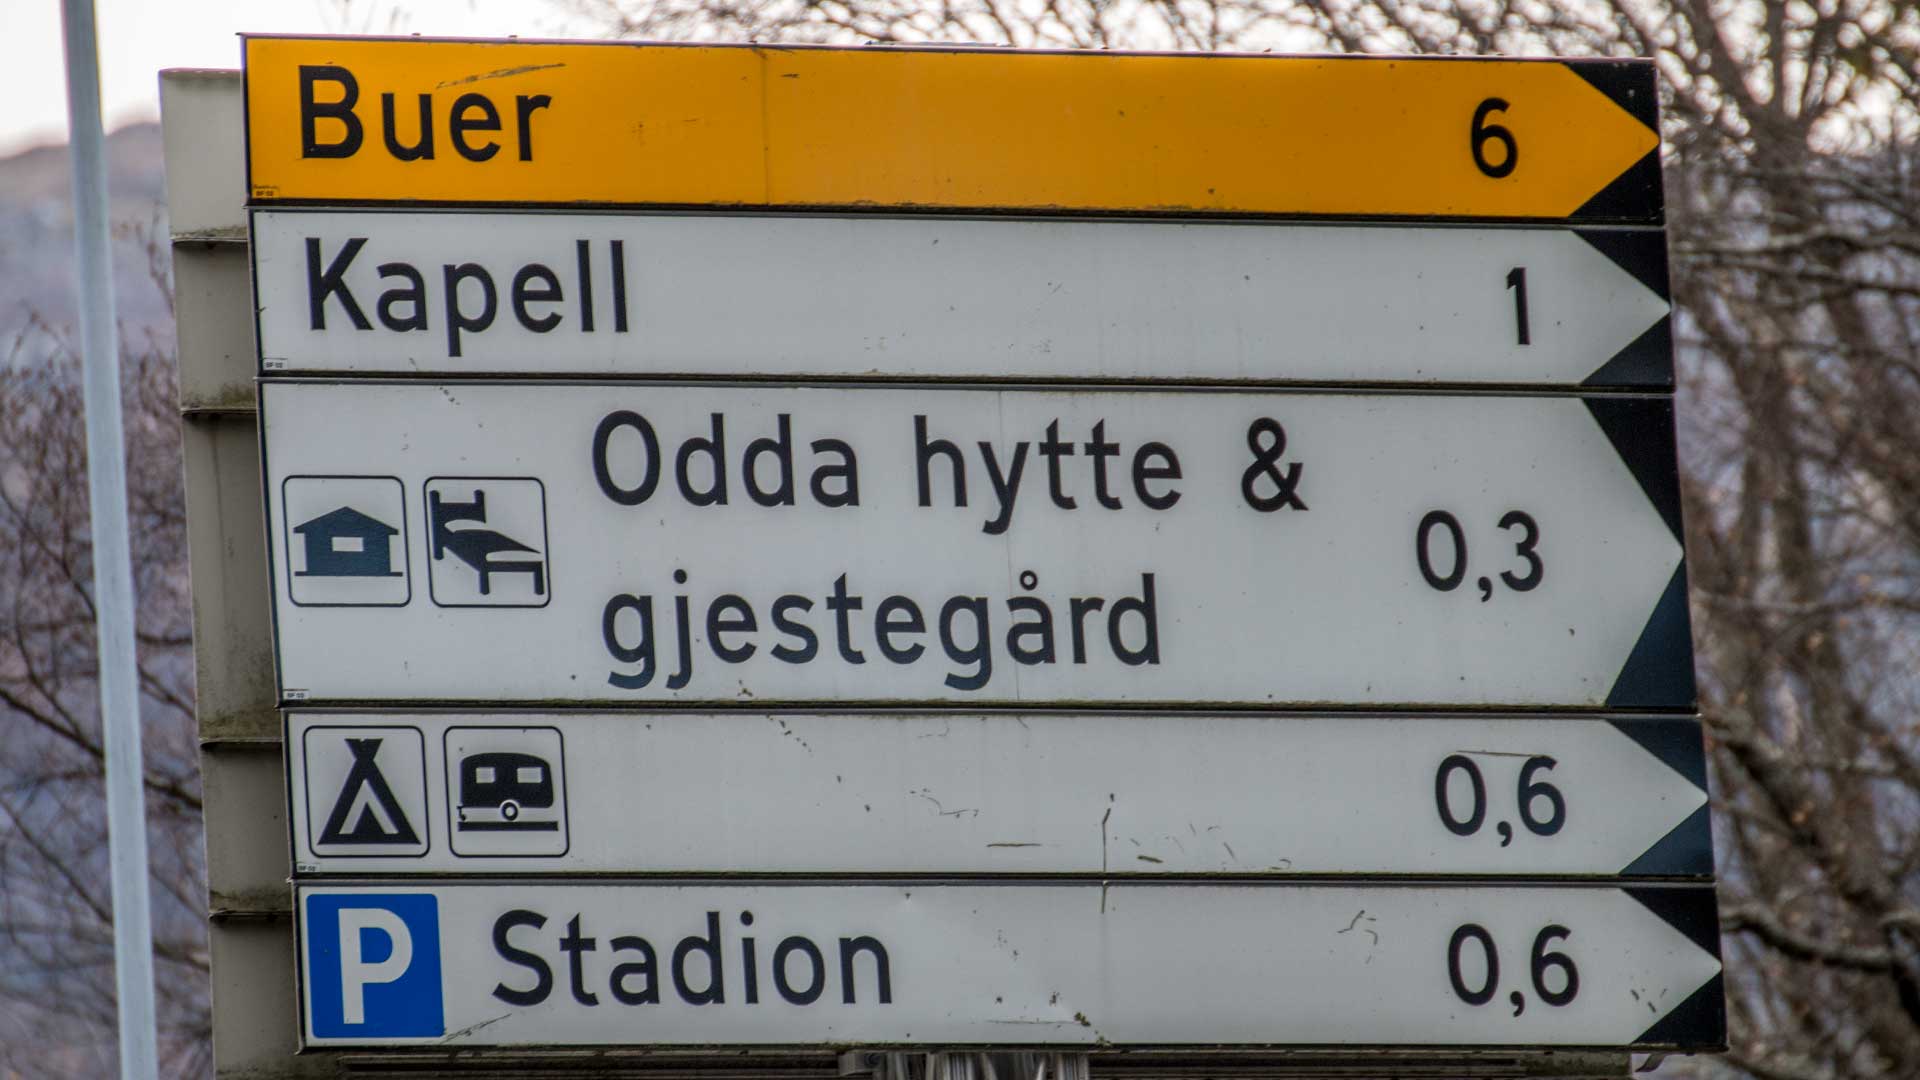 Buer 6
Kapell 1
Odda hytte &
gjestegård 0,3
0,6
P Stadion 0,6